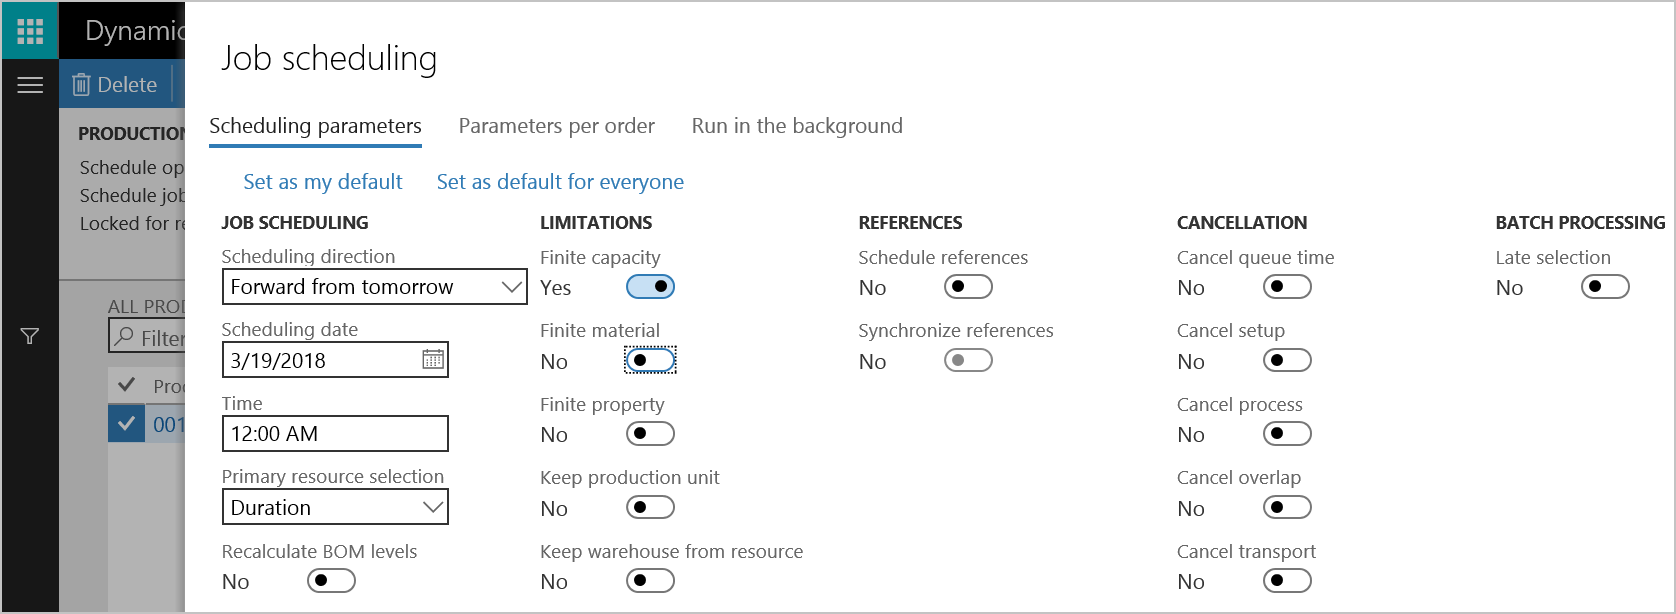 Dynamic
Delete
PRODUCTION
Schedule op
Schedule job
Locked for re
ALL PROD
Filter
Proc
001
Job scheduling
Scheduling parameters Parameters per order Run in the background
Set as my default Set as default for everyone
JOB SCHEDULING
Scheduling direction
Forward from tomorrow
Scheduling date
3/19/2018
Time
12:00 AM
Primary resource selection
Duration
Recalculate BOM levels
No
LIMITATIONS
Finite capacity
Yes
Finite material
No
Finite property
No
Keep production unit
No
Keep warehouse from resource
No
REFERENCES
Schedule references
No
Synchronize references
No
CANCELLATION
Cancel queue time
No
Cancel setup
No
Cancel process
No
Cancel overlap
No
Cancel transport
No
BATCH PROCESSING
Late selection
No